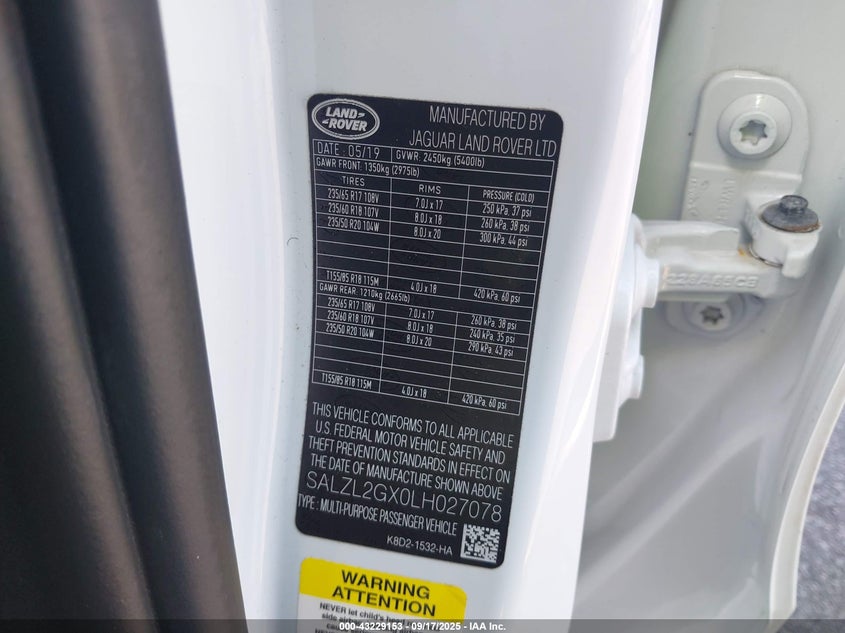 LAND
ROVER
MANUFACTURED BY
JAGUAR LAND ROVER LTD
DATE : 05/19 GVWR: 2450kg (5400lb)
GAWR FRONT: 1350kg (2975lb)
TIRES RIMS PRESSURE (COLD)
235/65 R17 108V 7.0J x 17 250 kPa, 37 psi
235/60 R18 107V 8.0J x 18 260 kPa, 38 psi
235/50 R20 104W 8.0J x 20 300 kPa, 44 psi
T155/85 R18 115M 4.0J x 18 420 kPa, 60 psi
GAWR REAR: 1210kg (2665lb)
235/65 R17 108V 7.0J x 17 260 kPa, 38 psi
235/60 R18 107V 8.0J x 18 240 kPa, 35 psi
235/50 R20 104W 8.0J x 20 290 kPa, 43 psi
T155/85 R18 115M 4.0J x 18 420 kPa, 60 psi
THIS VEHICLE CONFORMS TO ALL APPLICABLE
U.S. FEDERAL MOTOR VEHICLE SAFETY AND
THEFT PREVENTION STANDARDS IN EFFECT ON
THE DATE OF MANUFACTURE SHOWN ABOVE
SALZL2GX0LH027078
TYPE : MULTI-PURPOSE PASSENGER VEHICLE
K8D2-1532-HA
WARNING
ATTENTION
NEVER let child's head
side
000-43229153 - 09/17/2025 - IAA Inc.